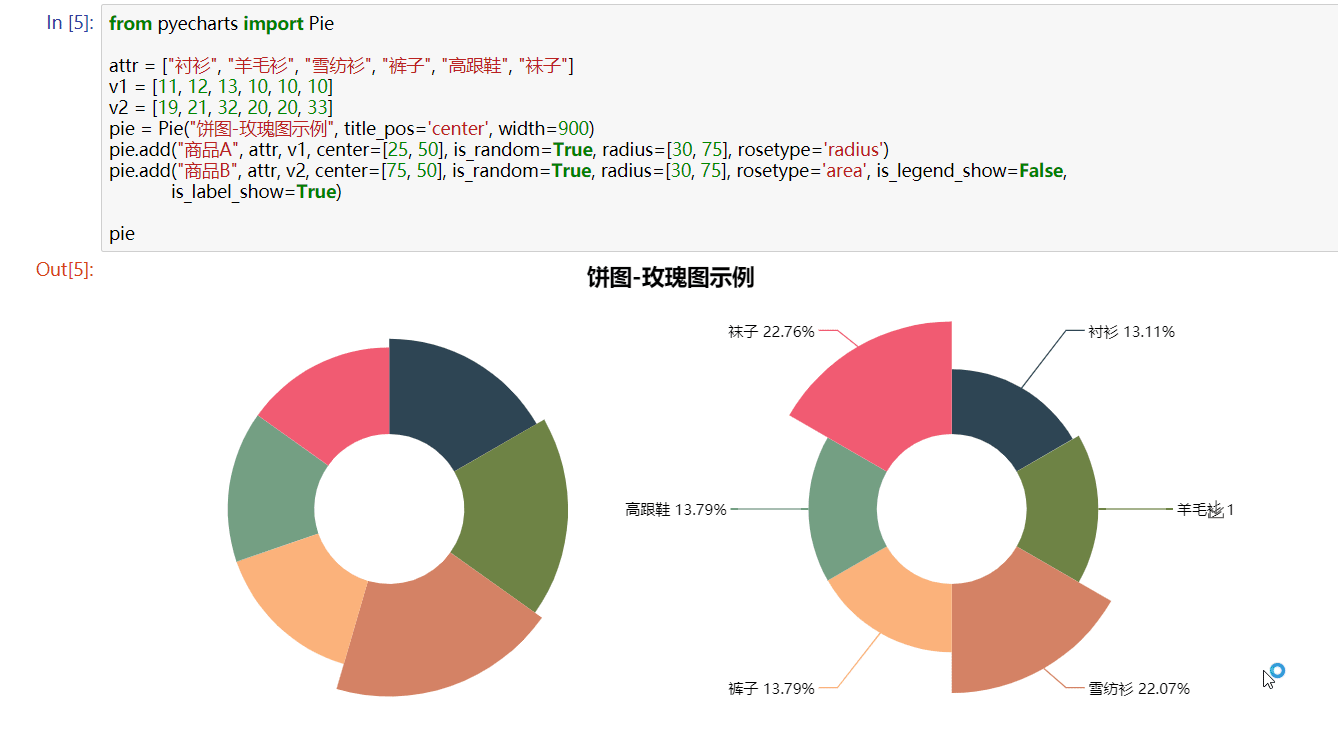 In [5]:
from pyecharts import Pie
attr = ["衬衫", "羊毛衫", "雪纺衫", "裤子", "高跟鞋", "袜子"]
v1 = [11, 12, 13, 10, 10, 10]
v2 = [19, 21, 32, 20, 20, 33]
pie = Pie("饼图-玫瑰图示例", title_pos='center', width=900)
pie.add("商品A", attr, v1, center=[25, 50], is_random=True, radius=[30, 75], rosetype='radius')
pie.add("商品B", attr, v2, center=[75, 50], is_random=True, radius=[30, 75], rosetype='area', is_legend_show=False,
is_label_show=True)
pie
Out[5]:
饼图-玫瑰图示例
袜子 22.76%
衬衫 13.11%
高跟鞋 13.79%
羊毛衫 1
裤子 13.79%
雪纺衫 22.07%